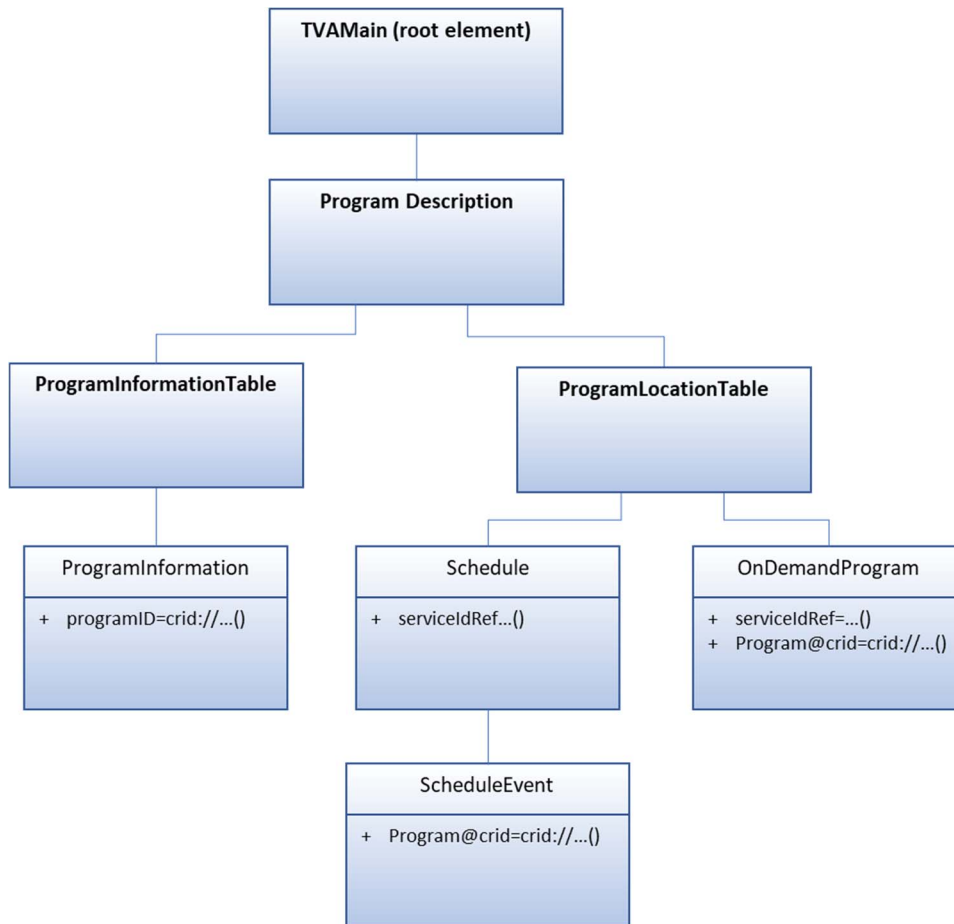 TVAMain (root element)
Program Description
ProgramInformationTable
ProgramLocationTable
ProgramInformation
+ programID=crid://...()
Schedule
+ serviceIdRef...()
OnDemandProgram
+ serviceIdRef=...()
+ Program@crid=crid://...()
ScheduleEvent
+ Program@crid=crid://...()